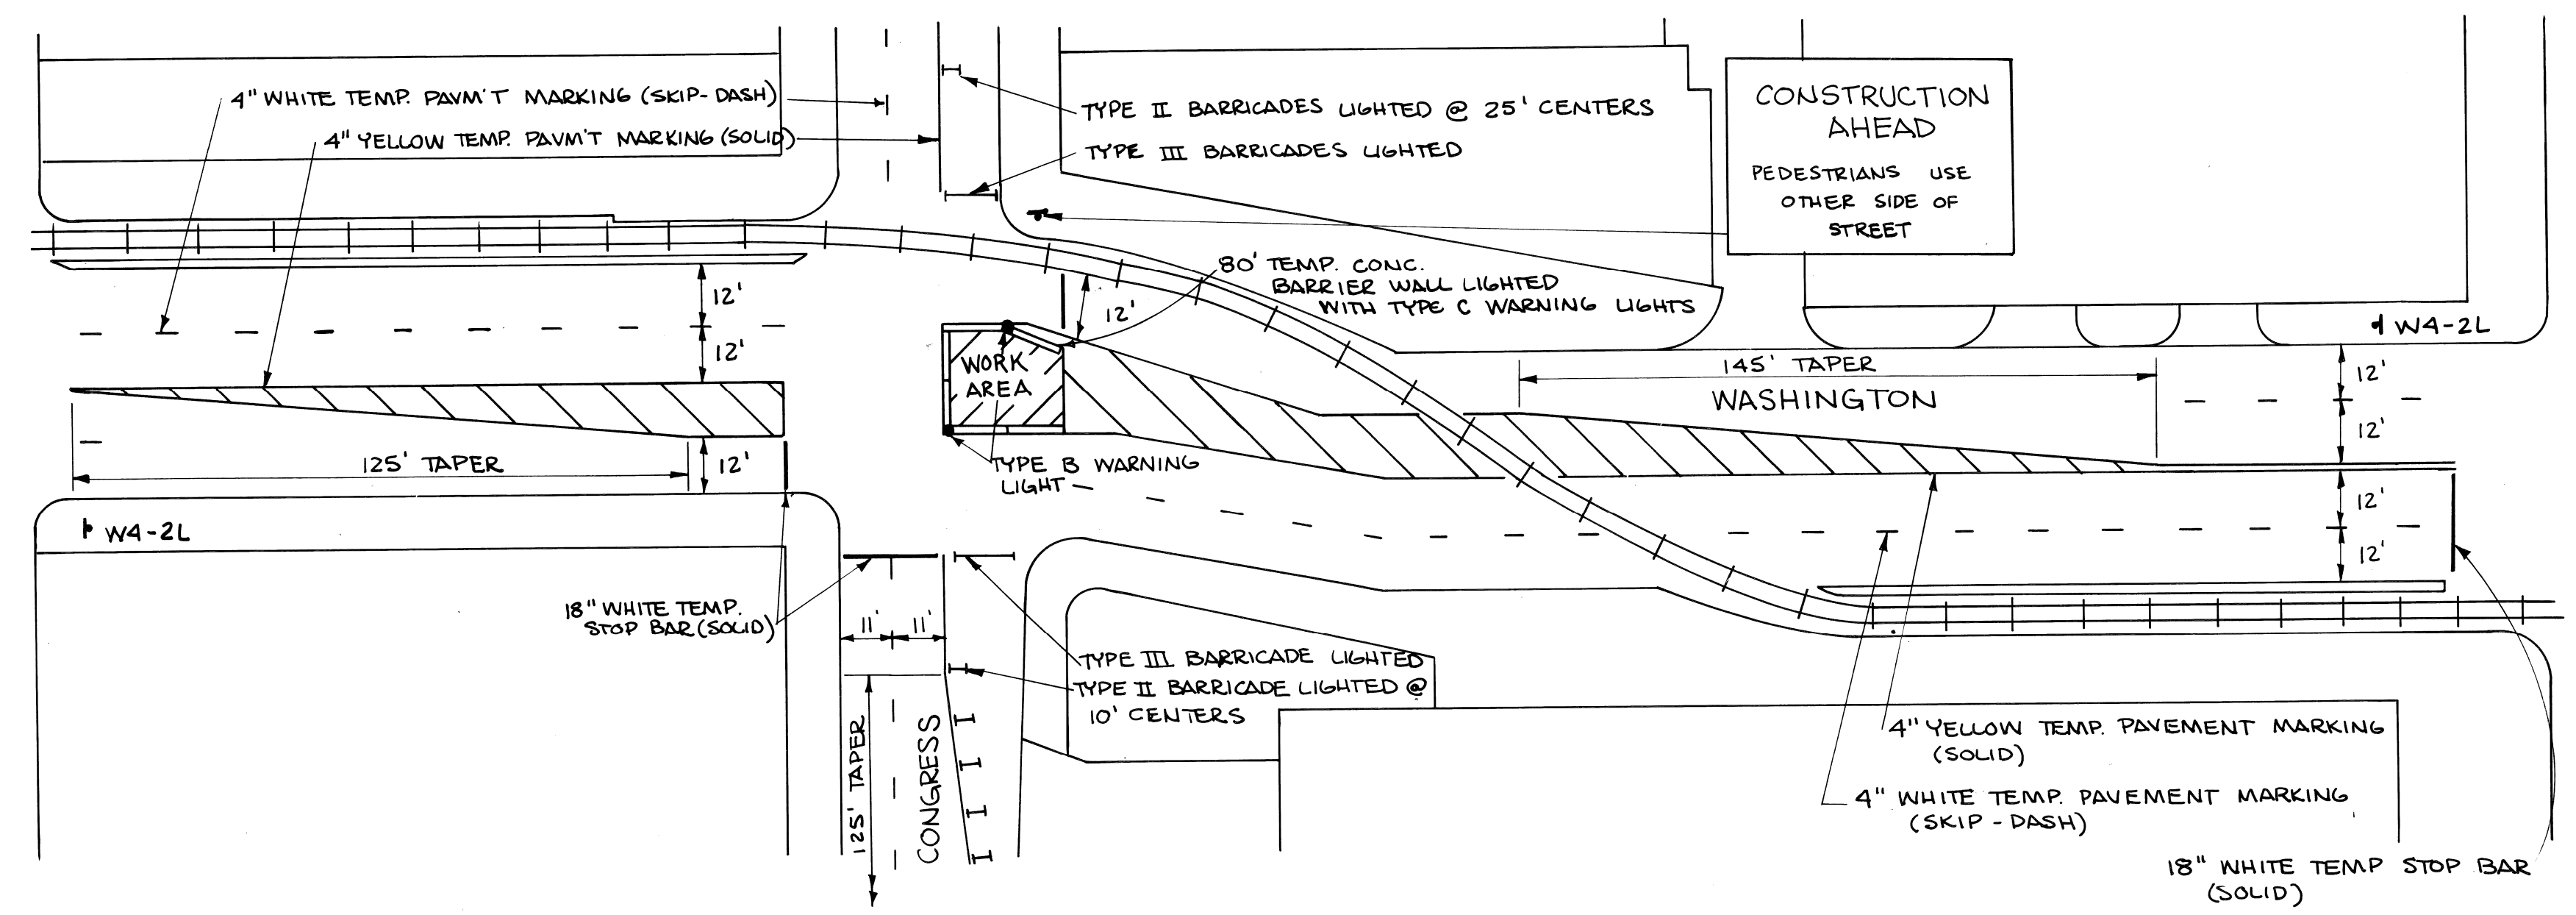 4" WHITE TEMP. PAVM'T MARKING (SKIP-DASH)
4" YELLOW TEMP. PAVM'T MARKING (SOLID)
TYPE II BARRICADES LIGHTED @ 25' CENTERS
TYPE III BARRICADES LIGHTED
CONSTRUCTION
AHEAD
PEDESTRIANS USE
OTHER SIDE OF
STREET
80' TEMP. CONC.
BARRIER WALL LIGHTED
WITH TYPE C WARNING LIGHTS
12'
12'
12'
W4-2L
145' TAPER
WASHINGTON
12'
12'
WORK
AREA
125' TAPER
12'
TYPE B WARNING
LIGHT
12'
12'
W4-2L
18" WHITE TEMP.
STOP BAR (SOLID)
11'
11'
TYPE III BARRICADE LIGHTED
TYPE II BARRICADE LIGHTED @
10' CENTERS
125' TAPER
CONGRESS
4" YELLOW TEMP. PAVEMENT MARKING
(SOLID)
4" WHITE TEMP. PAVEMENT MARKING
(SKIP-DASH)
18" WHITE TEMP STOP BAR
(SOLID)